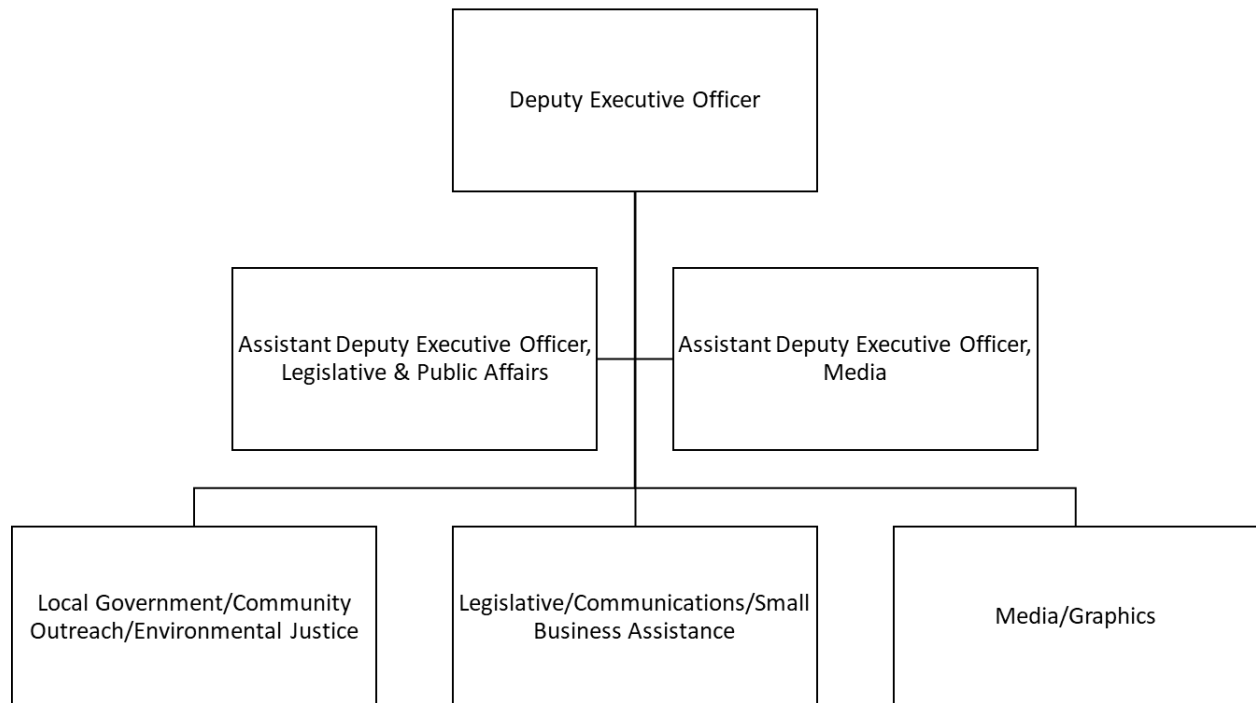 Deputy Executive Officer
Assistant Deputy Executive Officer,
Legislative & Public Affairs
Assistant Deputy Executive Officer,
Media
Local Government/Community
Outreach/Environmental Justice
Legislative/Communications/Small
Business Assistance
Media/Graphics